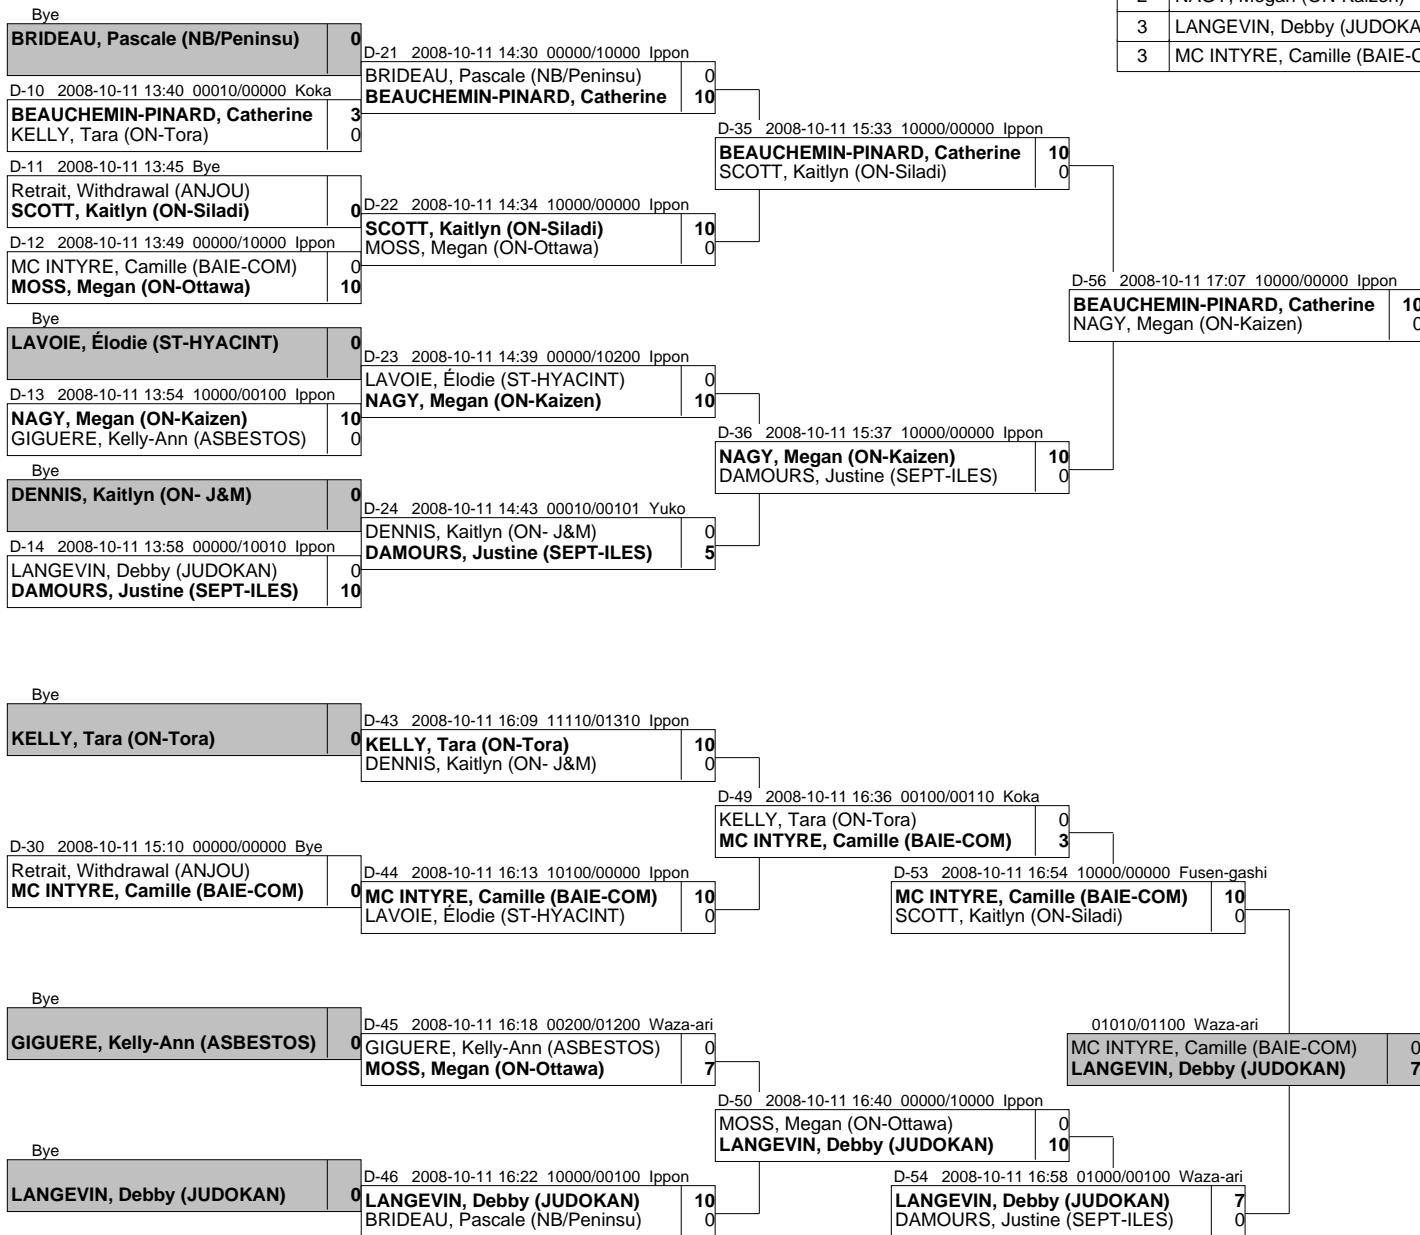 2 NAGY, Megan (ON-Kaizen)
3 LANGEVIN, Debby (JUDOKA
3 MC INTYRE, Camille (BAIE-C
Bye
BRIDEAU, Pascale (NB/Peninsu) 0
D-10 2008-10-11 13:40 00010/00000 Koka
BEAUCHEMIN-PINARD, Catherine 3
KELLY, Tara (ON-Tora) 0
D-11 2008-10-11 13:45 Bye
Retrait, Withdrawal (ANJOU)
SCOTT, Kaitlyn (ON-Siladi) 0
D-12 2008-10-11 13:49 00000/10000 Ippon
MC INTYRE, Camille (BAIE-COM) 0
MOSS, Megan (ON-Ottawa) 10
Bye
LAVOIE, Élodie (ST-HYACINT) 0
D-13 2008-10-11 13:54 10000/00100 Ippon
NAGY, Megan (ON-Kaizen) 10
GIGUERE, Kelly-Ann (ASBESTOS) 0
Bye
DENNIS, Kaitlyn (ON- J&M) 0
D-14 2008-10-11 13:58 00000/10010 Ippon
LANGEVIN, Debby (JUDOKAN) 0
DAMOURS, Justine (SEPT-ILES) 10
D-21 2008-10-11 14:30 00000/10000 Ippon
BRIDEAU, Pascale (NB/Peninsu) 0
BEAUCHEMIN-PINARD, Catherine 10
D-22 2008-10-11 14:34 10000/00000 Ippon
SCOTT, Kaitlyn (ON-Siladi) 10
MOSS, Megan (ON-Ottawa) 0
D-23 2008-10-11 14:39 00000/10200 Ippon
LAVOIE, Élodie (ST-HYACINT) 0
NAGY, Megan (ON-Kaizen) 10
D-24 2008-10-11 14:43 00010/00101 Yuko
DENNIS, Kaitlyn (ON- J&M) 0
DAMOURS, Justine (SEPT-ILES) 5
D-35 2008-10-11 15:33 10000/00000 Ippon
BEAUCHEMIN-PINARD, Catherine 10
SCOTT, Kaitlyn (ON-Siladi) 0
D-36 2008-10-11 15:37 10000/00000 Ippon
NAGY, Megan (ON-Kaizen) 10
DAMOURS, Justine (SEPT-ILES) 0
D-56 2008-10-11 17:07 10000/00000 Ippon
BEAUCHEMIN-PINARD, Catherine 10
NAGY, Megan (ON-Kaizen) 0
Bye
KELLY, Tara (ON-Tora) 0
D-30 2008-10-11 15:10 00000/00000 Bye
Retrait, Withdrawal (ANJOU)
MC INTYRE, Camille (BAIE-COM) 0
Bye
GIGUERE, Kelly-Ann (ASBESTOS) 0
Bye
LANGEVIN, Debby (JUDOKAN) 0
D-43 2008-10-11 16:09 11110/01310 Ippon
KELLY, Tara (ON-Tora) 10
DENNIS, Kaitlyn (ON- J&M) 0
D-44 2008-10-11 16:13 10100/00000 Ippon
MC INTYRE, Camille (BAIE-COM) 10
LAVOIE, Élodie (ST-HYACINT) 0
D-45 2008-10-11 16:18 00200/01200 Waza-ari
GIGUERE, Kelly-Ann (ASBESTOS) 0
MOSS, Megan (ON-Ottawa) 7
D-46 2008-10-11 16:22 10000/00100 Ippon
LANGEVIN, Debby (JUDOKAN) 10
BRIDEAU, Pascale (NB/Peninsu) 0
D-49 2008-10-11 16:36 00100/00110 Koka
KELLY, Tara (ON-Tora) 0
MC INTYRE, Camille (BAIE-COM) 3
D-50 2008-10-11 16:40 00000/10000 Ippon
MOSS, Megan (ON-Ottawa) 0
LANGEVIN, Debby (JUDOKAN) 10
D-53 2008-10-11 16:54 10000/00000 Fusen-gashi
MC INTYRE, Camille (BAIE-COM) 10
SCOTT, Kaitlyn (ON-Siladi) 0
D-54 2008-10-11 16:58 01000/00100 Waza-ari
LANGEVIN, Debby (JUDOKAN) 7
DAMOURS, Justine (SEPT-ILES) 0
01010/01100 Waza-ari
MC INTYRE, Camille (BAIE-COM) 0
LANGEVIN, Debby (JUDOKAN) 7